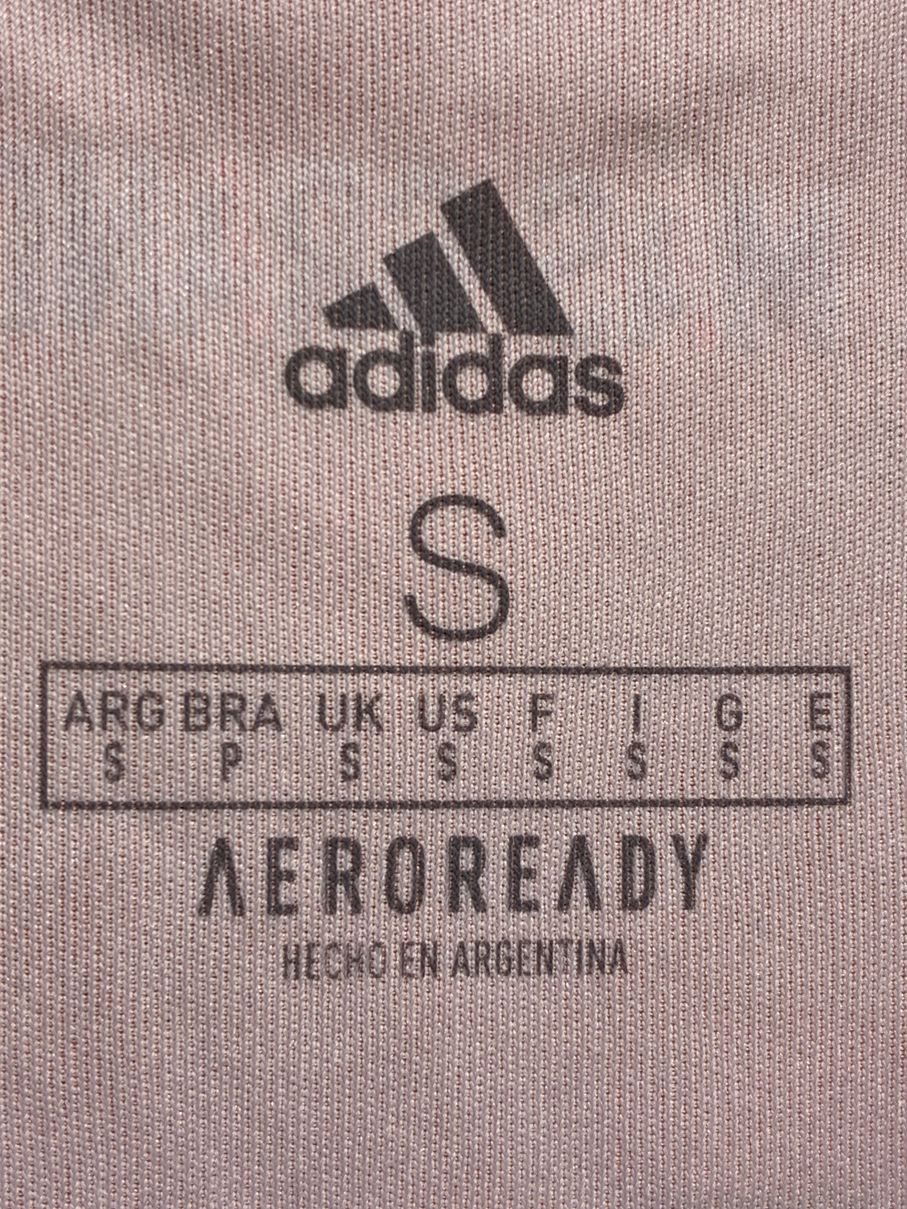 adidas
S
ARG BRA UK US F I G E
S P S S S S S S
AEROREADY
HECHO EN ARGENTINA